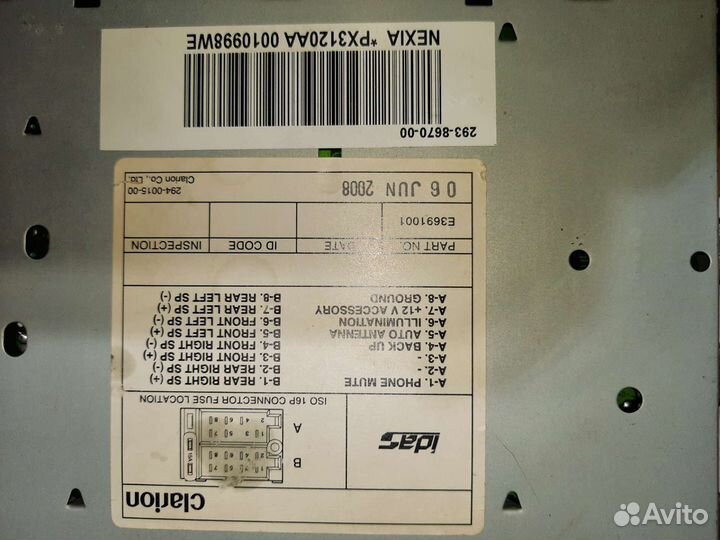 Clarion
idas
B
A
15A
ISO 16P CONNECTOR FUSE LOCATION
A-1. PHONE MUTE
A-2. -
A-3. -
A-4. BACK UP
A-5. AUTO ANTENNA
A-6. ILLUMINATION
A-7. +12 V ACCESSORY
A-8. GROUND
B-1. REAR RIGHT SP (+)
B-2. REAR RIGHT SP (-)
B-3. FRONT RIGHT SP (+)
B-4. FRONT RIGHT SP (-)
B-5. FRONT LEFT SP (+)
B-6. FRONT LEFT SP (-)
B-7. REAR LEFT SP (+)
B-8. REAR LEFT SP (-)
PART NO. DATE ID CODE INSPECTION
E3691001
06 JUN 2008
294-0015-00
Clarion Co., Ltd.
293-8670-00
NEXIA *PX3120AA 0010998WE
Avito